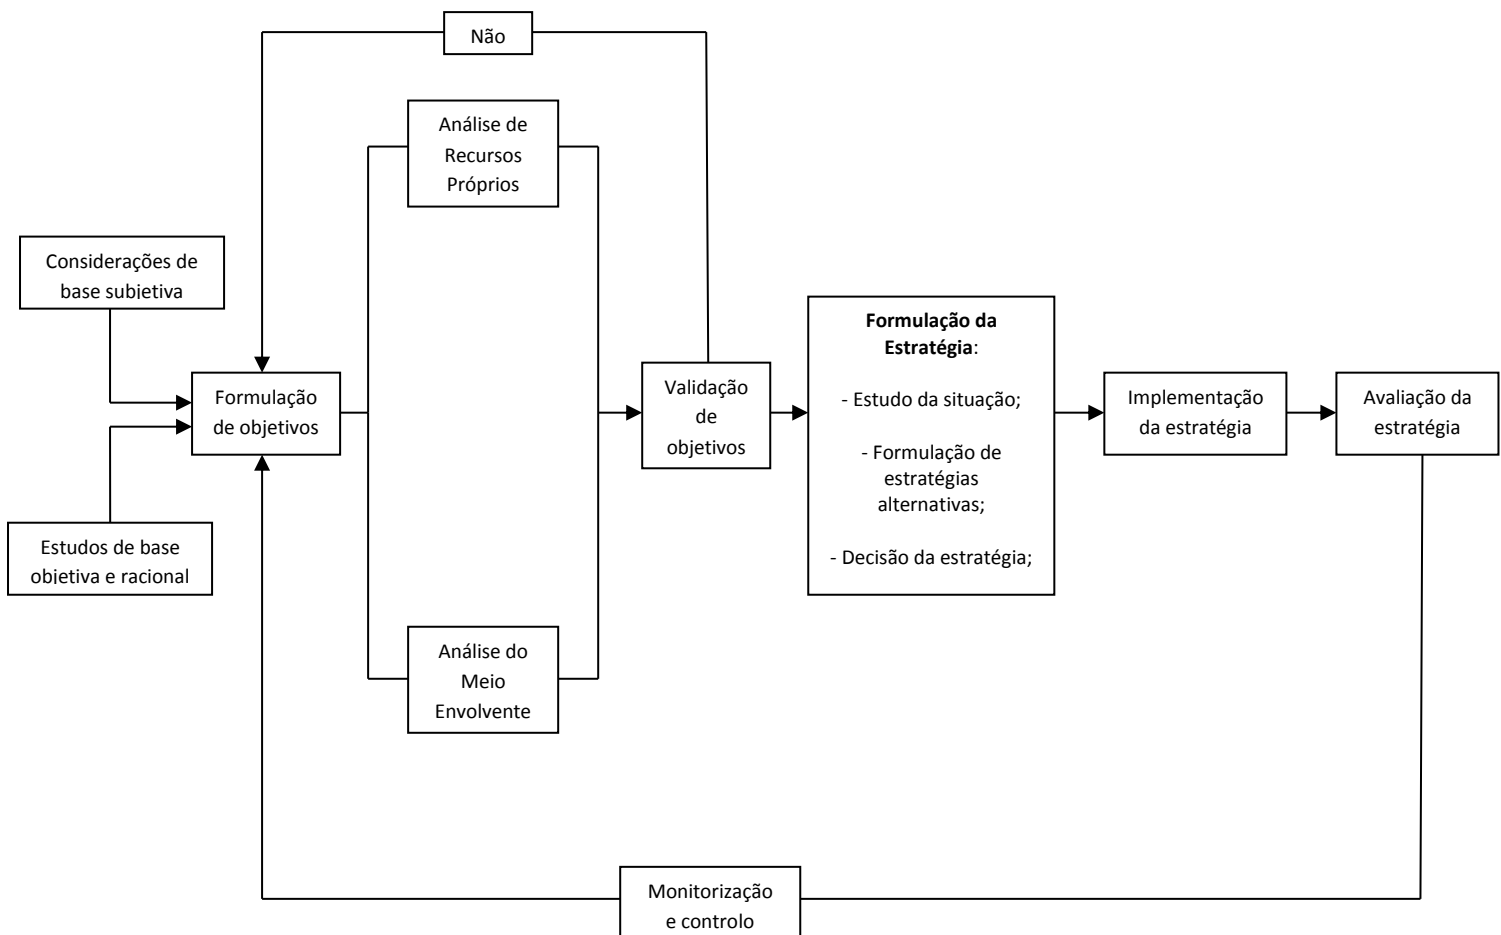 Não
Análise de
Recursos
Próprios
Considerações de
base subjetiva
Formulação
de objetivos
Estudos de base
objetiva e racional
Análise do
Meio
Envolvente
Validação
de
objetivos
Formulação da
Estratégia:
- Estudo da situação;
- Formulação de
estratégias
alternativas;
- Decisão da estratégia;
Implementação
da estratégia
Avaliação da
estratégia
Monitorização
e controlo